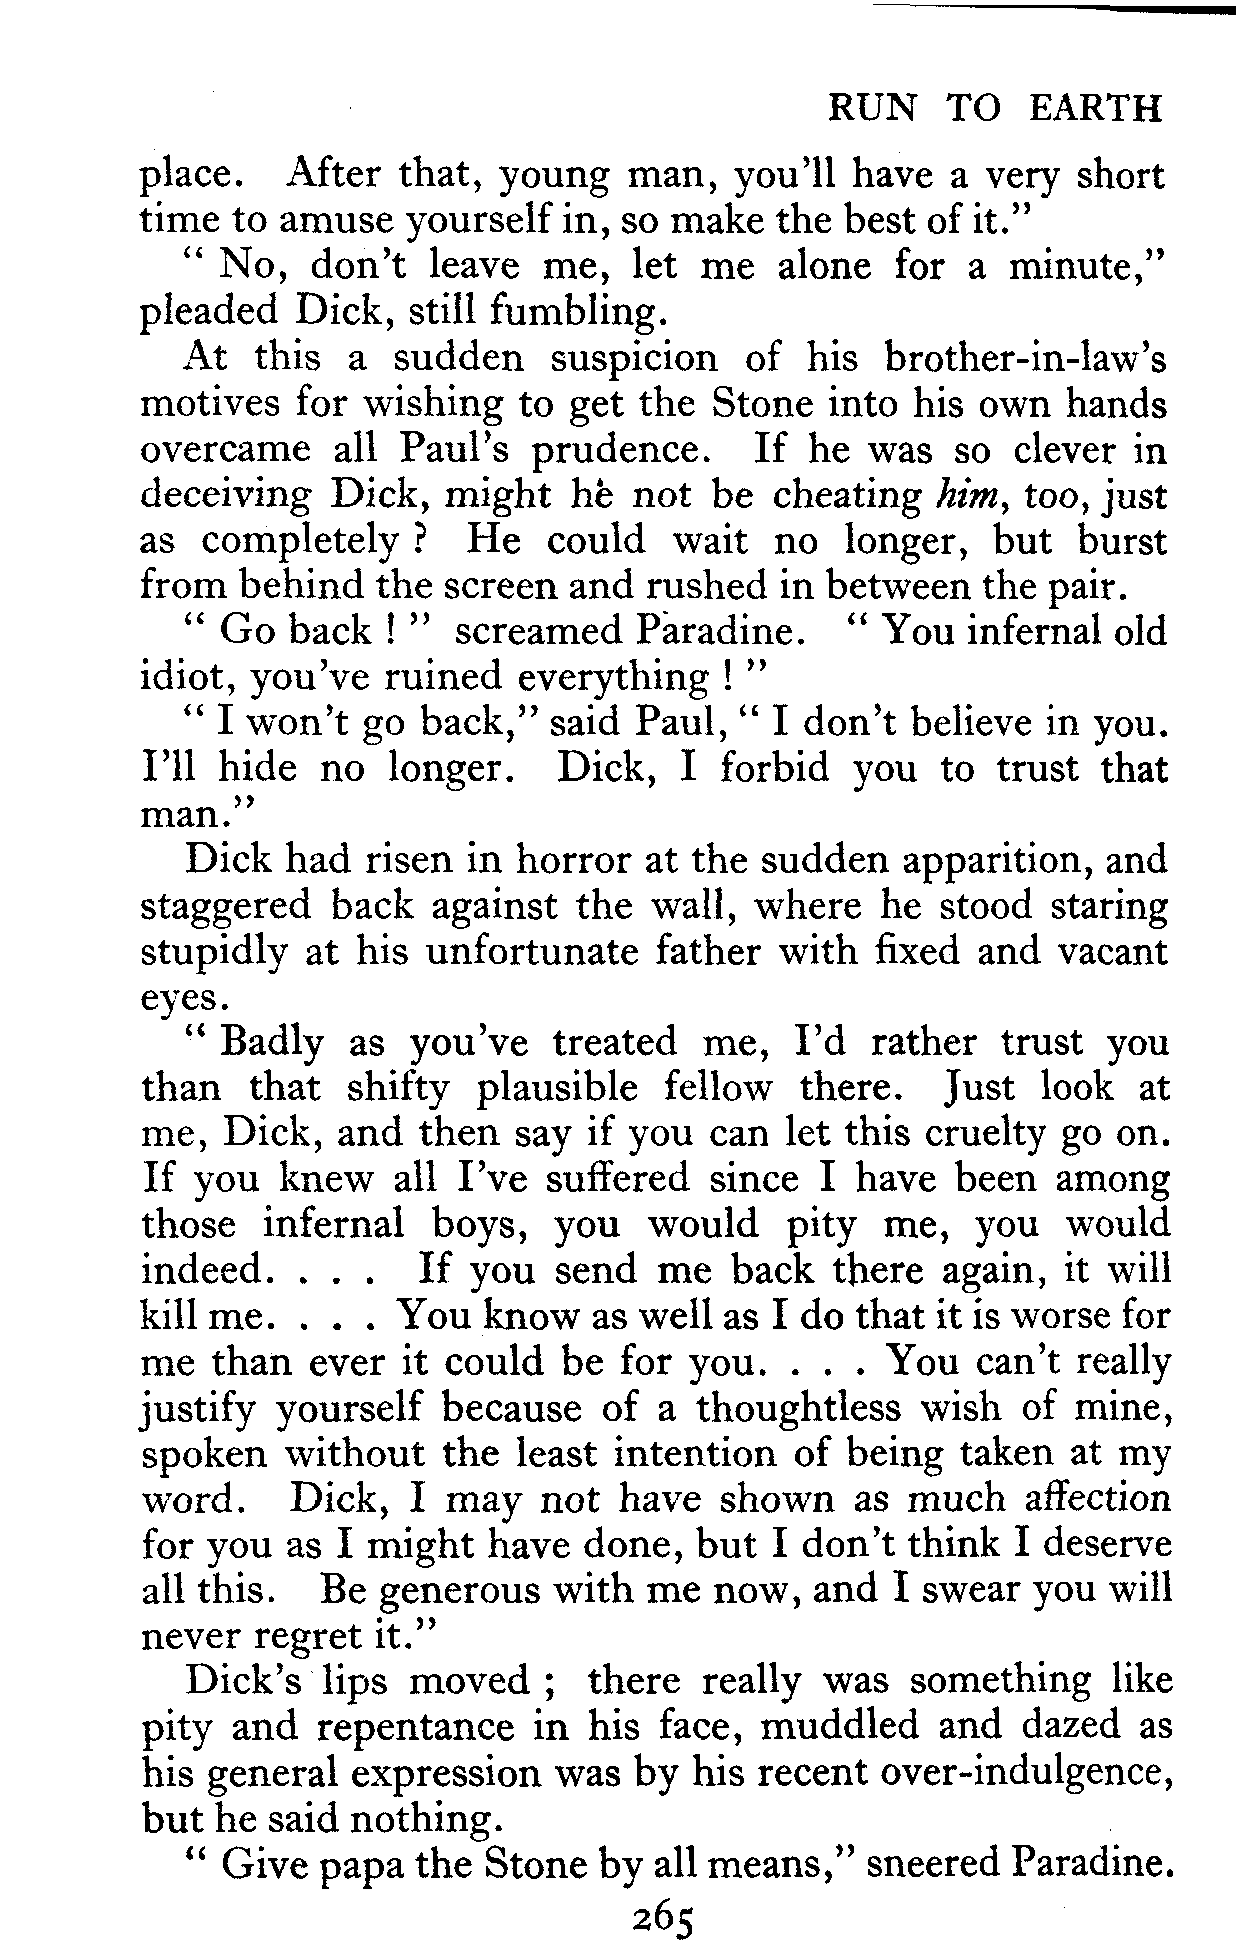 RUN TO EARTH
place. After that, young man, you'll have a very short
time to amuse yourself in, so make the best of it."
" No, don't leave me, let me alone for a minute,"
pleaded Dick, still fumbling.
At this a sudden suspicion of his brother-in-law's
motives for wishing to get the Stone into his own hands
overcame all Paul's prudence. If he was so clever in
deceiving Dick, might he not be cheating him, too, just
as completely ? He could wait no longer, but burst
from behind the screen and rushed in between the pair.
" Go back ! " screamed Paradine. " You infernal old
idiot, you've ruined everything ! "
" I won't go back," said Paul, " I don't believe in you.
I'll hide no longer. Dick, I forbid you to trust that
man."
Dick had risen in horror at the sudden apparition, and
staggered back against the wall, where he stood staring
stupidly at his unfortunate father with fixed and vacant
eyes.
" Badly as you've treated me, I'd rather trust you
than that shifty plausible fellow there. Just look at
me, Dick, and then say if you can let this cruelty go on.
If you knew all I've suffered since I have been among
those infernal boys, you would pity me, you would
indeed. . . . If you send me back there again, it will
kill me. . . . You know as well as I do that it is worse for
me than ever it could be for you. . . . You can't really
justify yourself because of a thoughtless wish of mine,
spoken without the least intention of being taken at my
word. Dick, I may not have shown as much affection
for you as I might have done, but I don't think I deserve
all this. Be generous with me now, and I swear you will
never regret it."
Dick's lips moved ; there really was something like
pity and repentance in his face, muddled and dazed as
his general expression was by his recent over-indulgence,
but he said nothing.
" Give papa the Stone by all means," sneered Paradine.
265